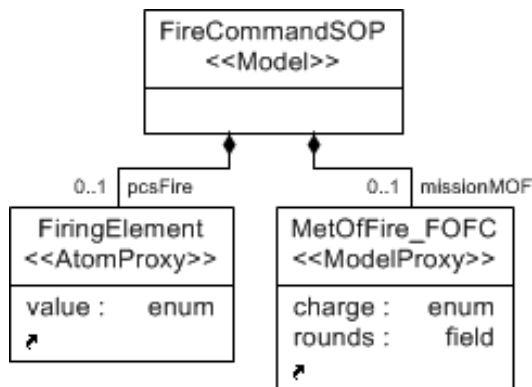 FireCommandSOP
<<Model>>
0..1 pcsFire
0..1 missionMOF
FiringElement
<<AtomProxy>>
value : enum
MetOfFire_FOFC
<<ModelProxy>>
charge : enum
rounds : field